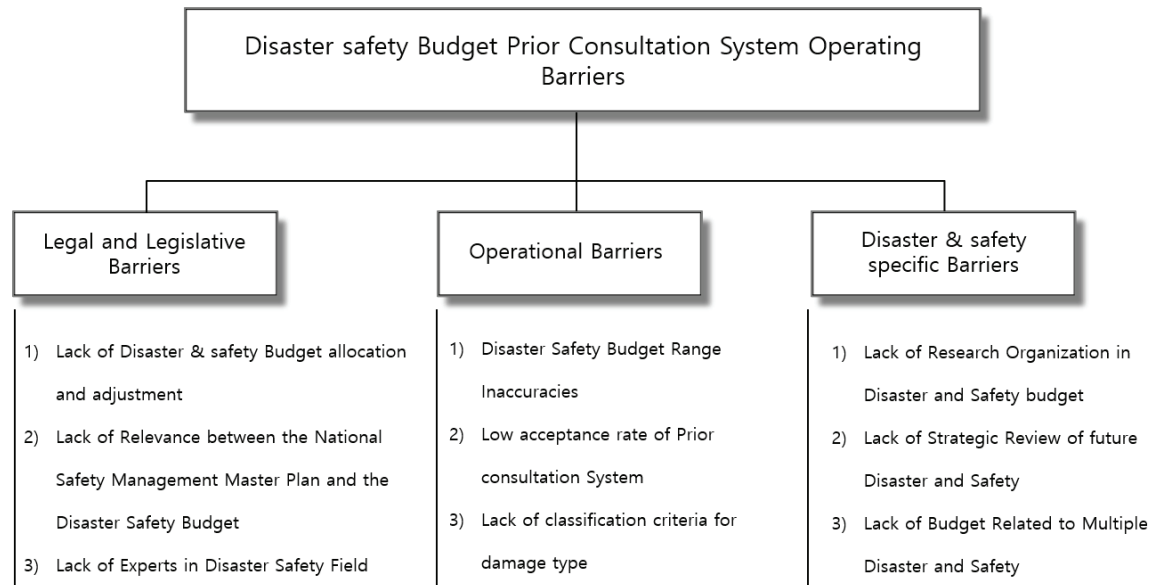 Disaster safety Budget Prior Consultation System Operating
Barriers
Legal and Legislative
Barriers
1) Lack of Disaster & safety Budget allocation
and adjustment
2) Lack of Relevance between the National
Safety Management Master Plan and the
Disaster Safety Budget
3) Lack of Experts in Disaster Safety Field
Operational Barriers
1) Disaster Safety Budget Range
Inaccuracies
2) Low acceptance rate of Prior
consultation System
3) Lack of classification criteria for
damage type
Disaster & safety
specific Barriers
1) Lack of Research Organization in
Disaster and Safety budget
2) Lack of Strategic Review of future
Disaster and Safety
3) Lack of Budget Related to Multiple
Disaster and Safety